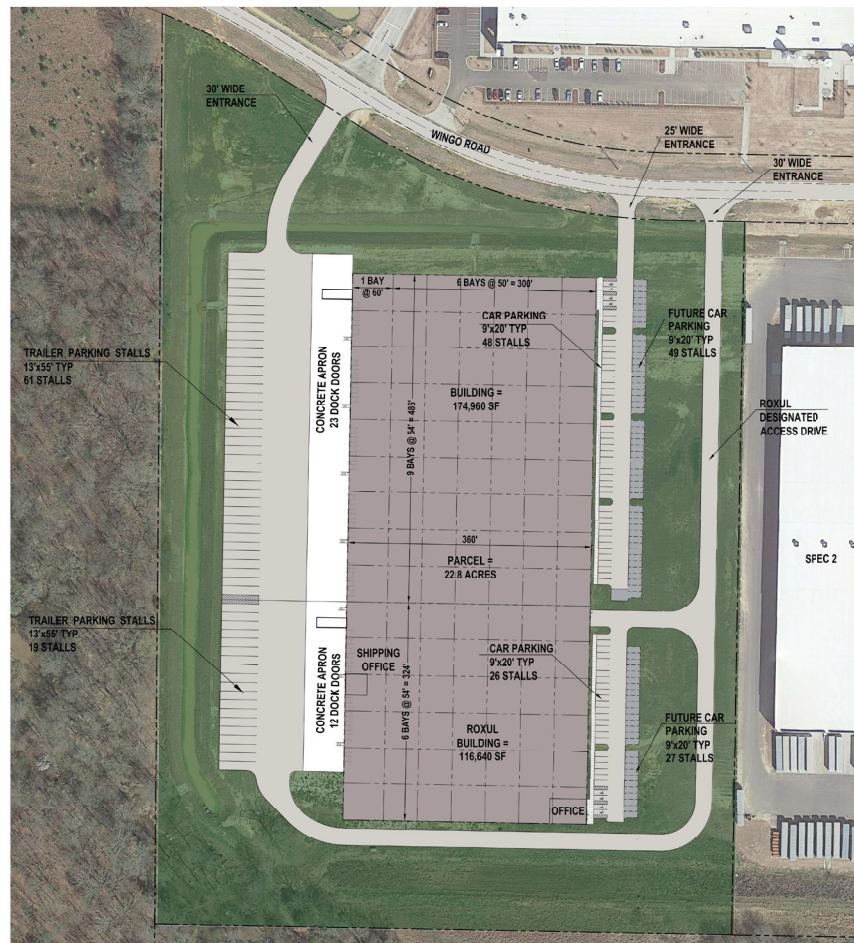 30' WIDE
ENTRANCE
WINGO ROAD
25' WIDE
ENTRANCE
30' WIDE
ENTRANCE
1 BAY
@ 60'
6 BAYS @ 50' = 300'
CAR PARKING
9'x20' TYP
48 STALLS
FUTURE CAR
PARKING
9'x20' TYP
49 STALLS
TRAILER PARKING STALLS
13'x55' TYP
61 STALLS
CONCRETE APRON
23 DOCK DOORS
BUILDING =
174,960 SF
9 BAYS @ 54' = 486'
ROXUL
DESIGNATED
ACCESS DRIVE
360'
PARCEL =
22.8 ACRES
SPEC 2
TRAILER PARKING STALLS
13'x55' TYP
19 STALLS
CONCRETE APRON
12 DOCK DOORS
SHIPPING
OFFICE
6 BAYS @ 54' = 324'
CAR PARKING
9'x20' TYP
26 STALLS
ROXUL
BUILDING =
116,640 SF
FUTURE CAR
PARKING
9'x20' TYP
27 STALLS
OFFICE